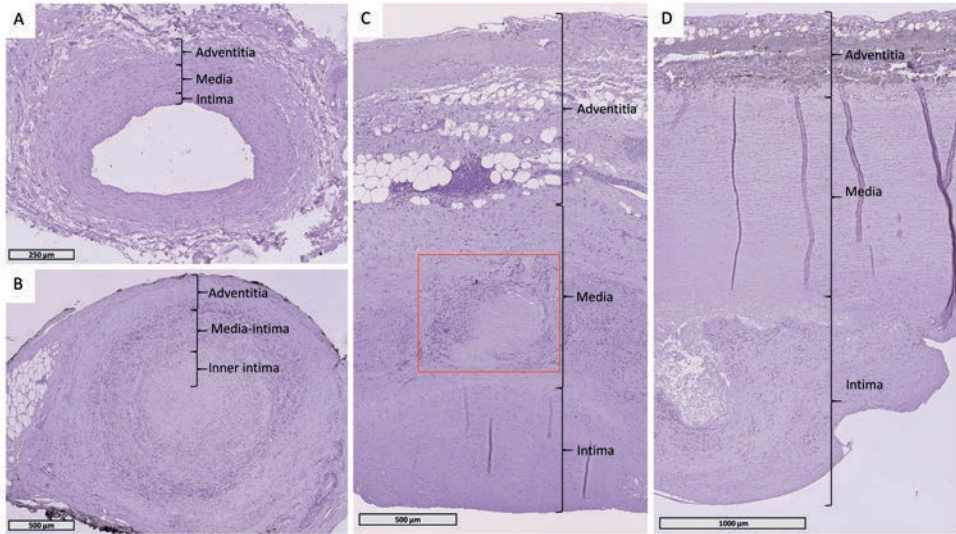 A
Adventitia
Media
Intima
250 µm
B
Adventitia
Media-intima
Inner intima
500 µm
C
Adventitia
Media
Intima
500 µm
D
Adventitia
Media
Intima
1000 µm